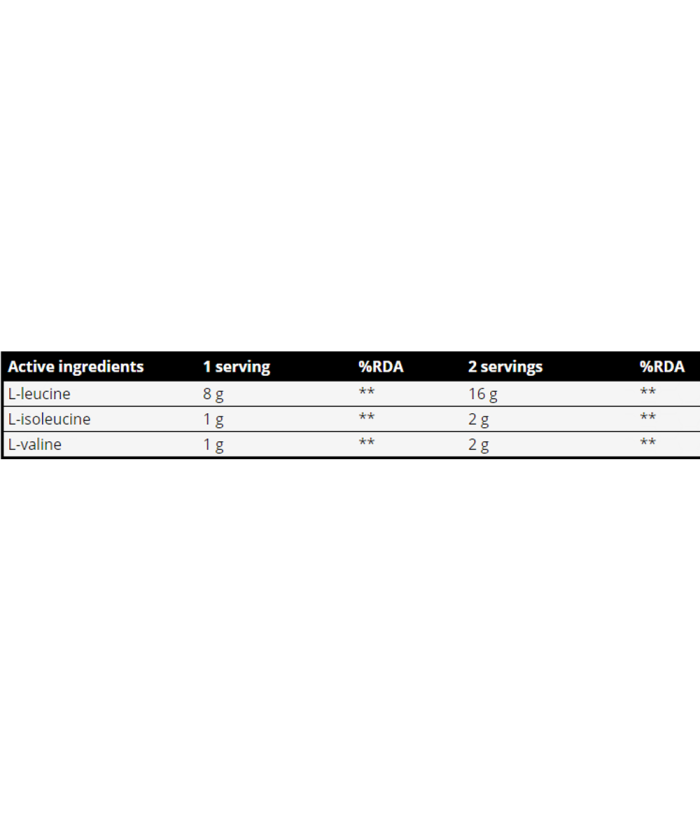 Active ingredients 1 serving %RDA 2 servings %RDA
L-leucine 8 g ** 16 g **
L-isoleucine 1 g ** 2 g **
L-valine 1 g ** 2 g **